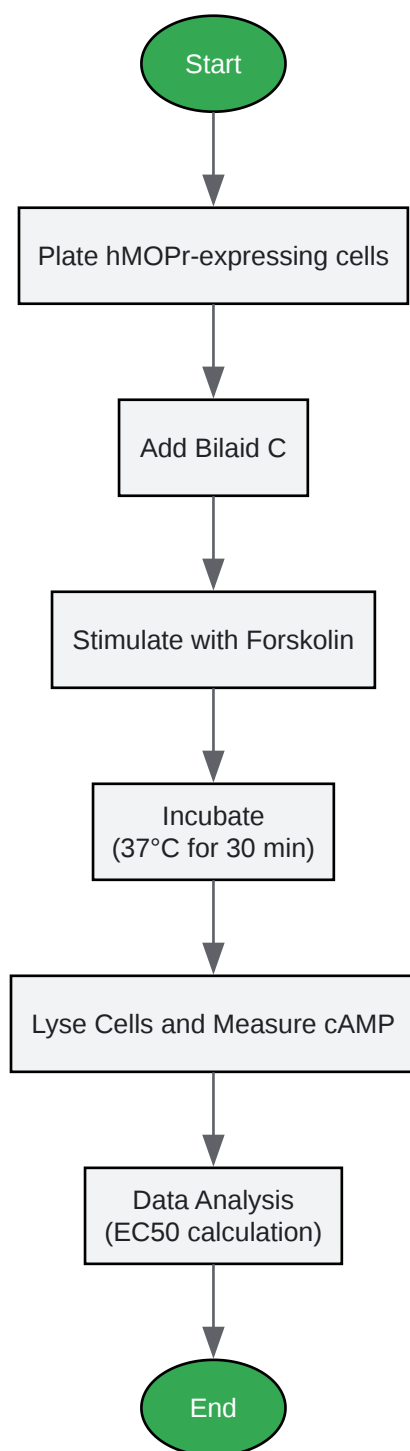 Start
Plate hMOPr-expressing cells
Add Bilaid C
Stimulate with Forskolin
Incubate
(37°C for 30 min)
Lyse Cells and Measure cAMP
Data Analysis
(EC50 calculation)
End